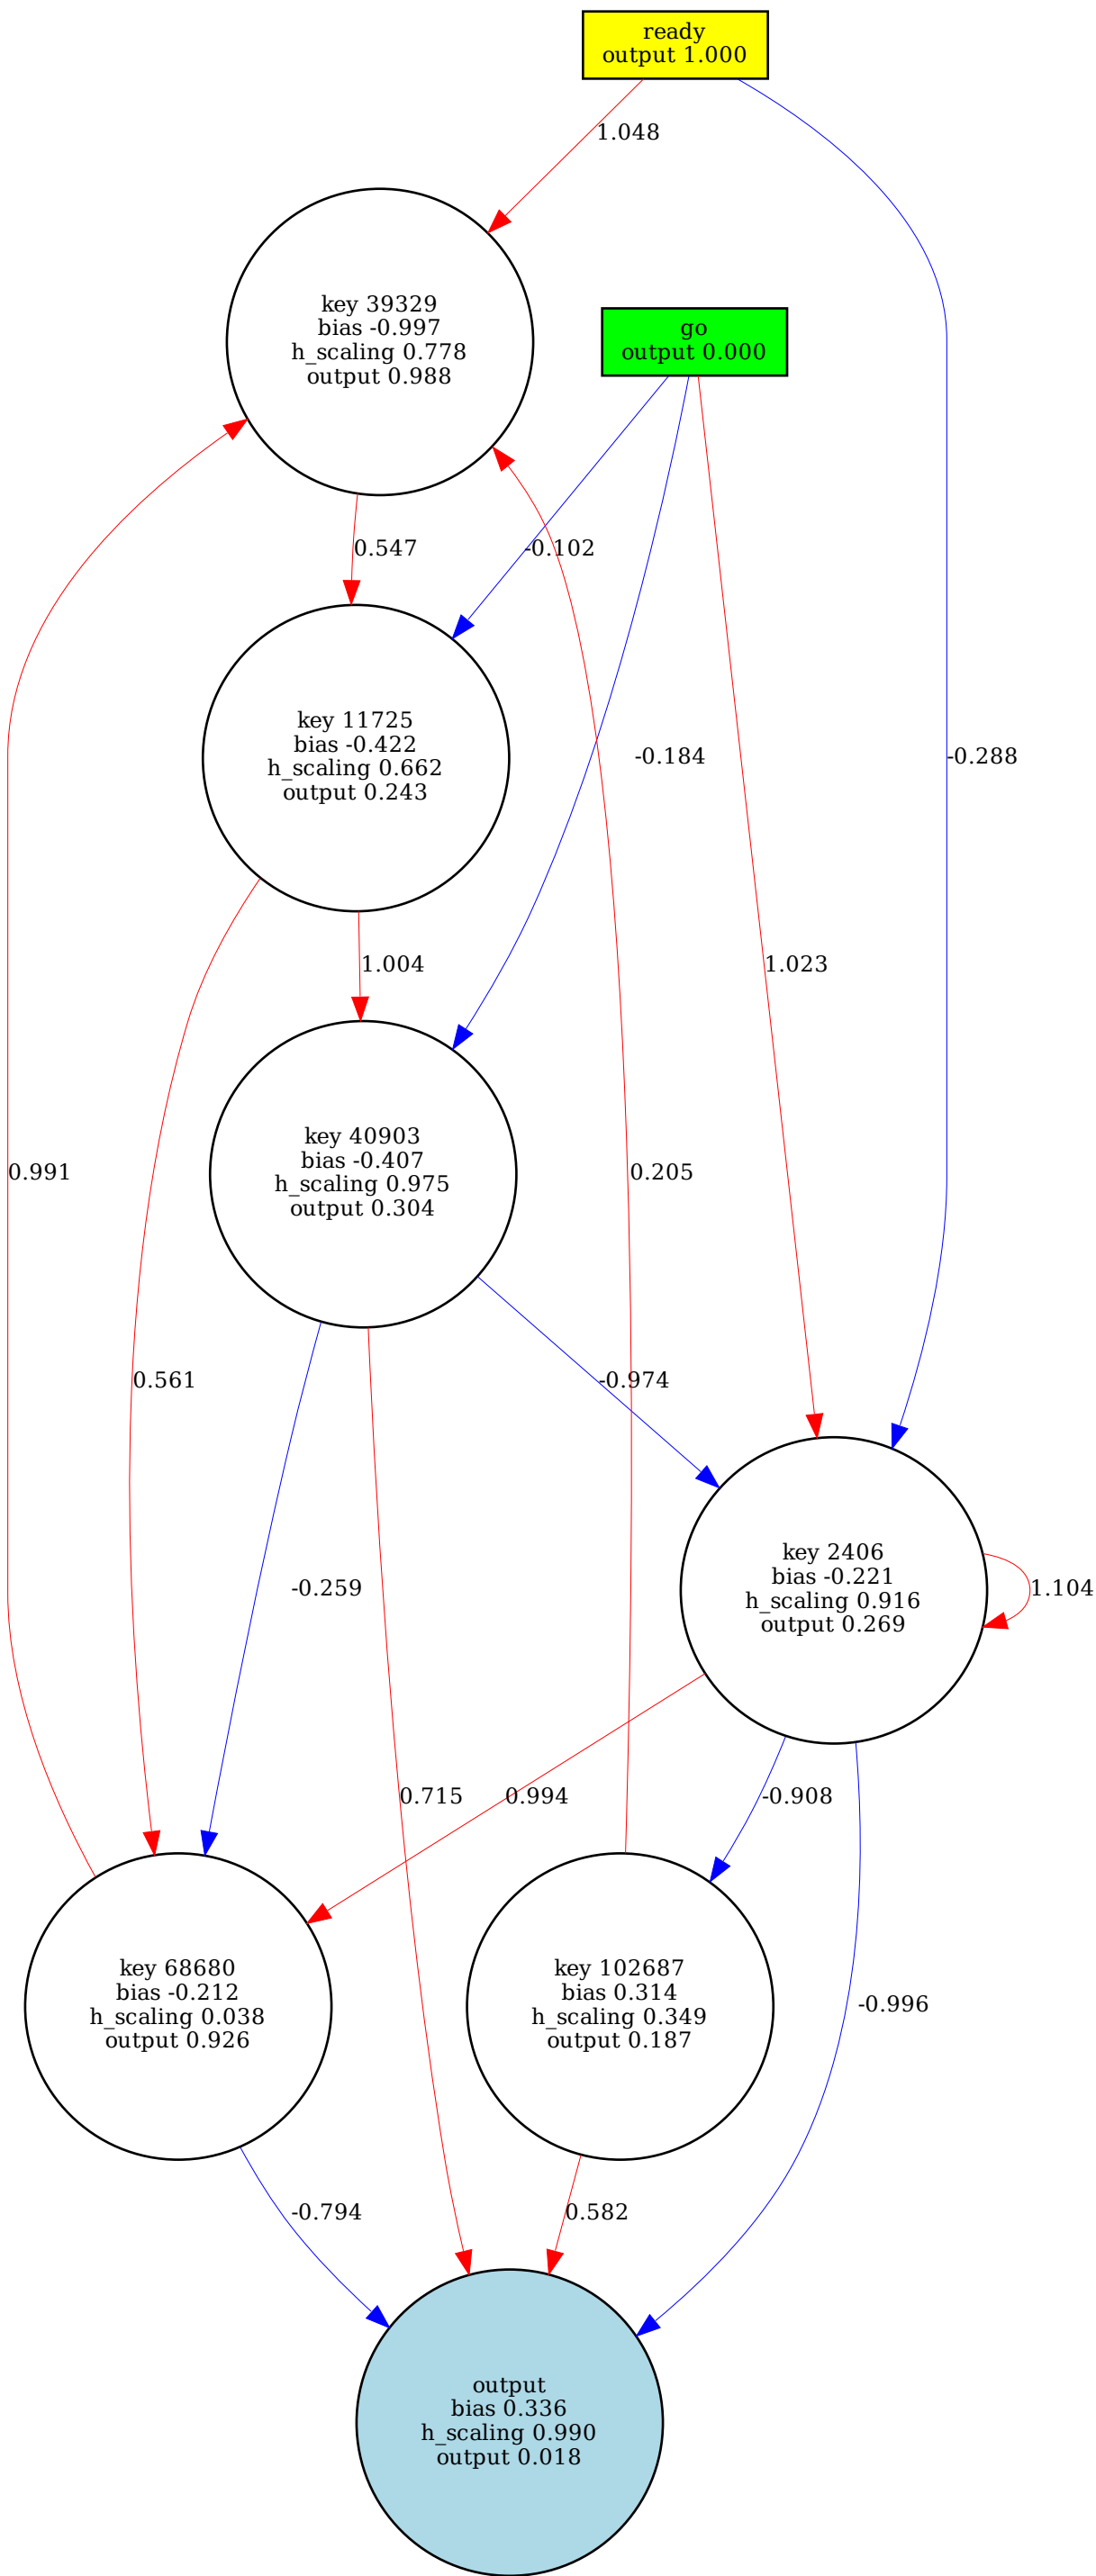 ready
output 1.000
1.048
key 39329
bias -0.997
h_scaling 0.778
output 0.988
go
output 0.000
0.547
-0.102
key 11725
bias -0.422
h_scaling 0.662
output 0.243
-0.184
-0.288
1.004
1.023
key 40903
bias -0.407
h_scaling 0.975
output 0.304
0.991
0.205
0.561
-0.974
key 2406
bias -0.221
h_scaling 0.916
output 0.269
-0.259
1.104
0.715
0.994
-0.908
key 68680
bias -0.212
h_scaling 0.038
output 0.926
key 102687
bias 0.314
h_scaling 0.349
output 0.187
-0.996
-0.794
0.582
output
bias 0.336
h_scaling 0.990
output 0.018